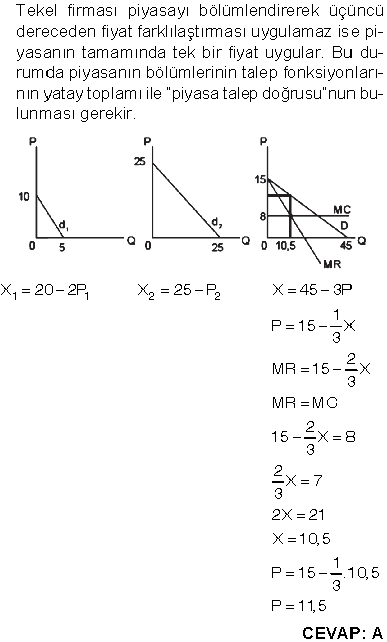 Tekel firması piyasayı bölümlendirerek üçüncü
dereceden fiyat farklılaştırması uygulamaz ise pi-
yasanın tamamında tek bir fiyat uygular. Bu du-
rumda piyasanın bölümlerinin talep fonksiyonları-
nın yatay toplamı ile "piyasa talep doğrusu"nun bu-
lunması gerekir.
P
10
d₁
0 5 Q
P
25
d₂
0 25 Q
P
15
8
MC
D
0 10,5 45 Q
MR
X₁ = 20 – 2P₁
X₂ = 25 – P₂
X = 45 – 3P
P = 15 – 1/3 X
MR = 15 – 2/3 X
MR = MC
15 – 2/3 X = 8
2/3 X = 7
2X = 21
X = 10,5
P = 15 – 1/3 . 10,5
P = 11,5
CEVAP: A